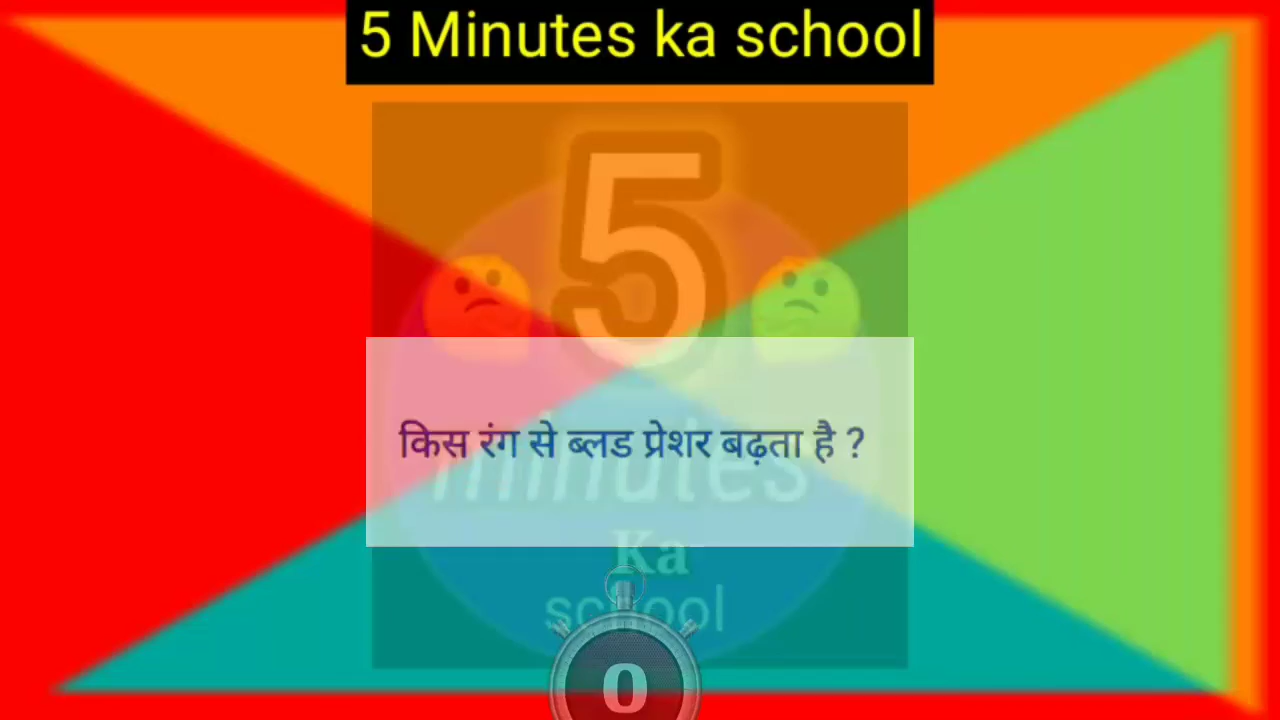 5 Minutes ka school
5
किस रंग से ब्लड प्रेशर बढ़ता है ?
minutes
Ka
school
0